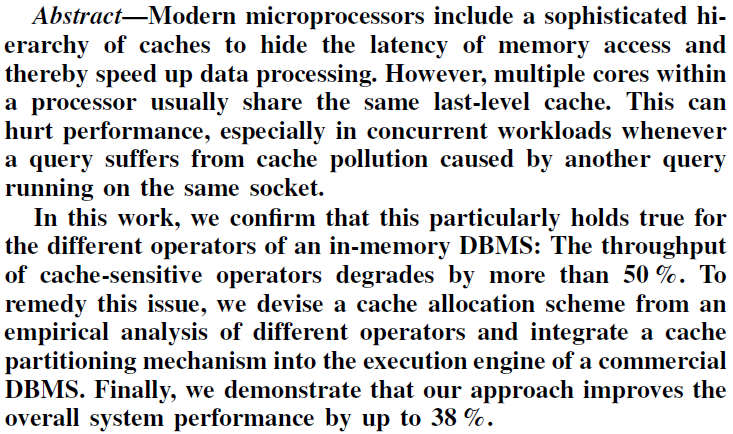 Abstract—Modern microprocessors include a sophisticated hi-
erarchy of caches to hide the latency of memory access and
thereby speed up data processing. However, multiple cores within
a processor usually share the same last-level cache. This can
hurt performance, especially in concurrent workloads whenever
a query suffers from cache pollution caused by another query
running on the same socket.
In this work, we confirm that this particularly holds true for
the different operators of an in-memory DBMS: The throughput
of cache-sensitive operators degrades by more than 50 %. To
remedy this issue, we devise a cache allocation scheme from an
empirical analysis of different operators and integrate a cache
partitioning mechanism into the execution engine of a commercial
DBMS. Finally, we demonstrate that our approach improves the
overall system performance by up to 38 %.